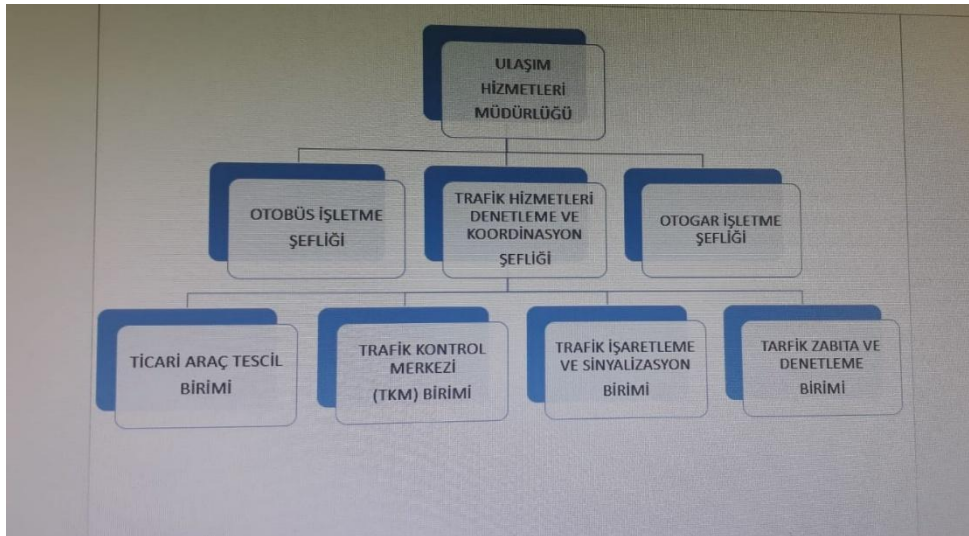 ULAŞIM
HİZMETLERİ
MÜDÜRLÜĞÜ
OTOBÜS İŞLETME
ŞEFLİĞİ
TRAFİK HİZMETLERİ
DENETLEME VE
KOORDİNASYON
ŞEFLİĞİ
OTOGAR İŞLETME
ŞEFLİĞİ
TİCARİ ARAÇ TESCİL
BİRİMİ
TRAFİK KONTROL
MERKEZİ
(TKM) BİRİMİ
TRAFİK İŞARETLEME
VE SİNYALİZASYON
BİRİMİ
TARFİK ZABITA VE
DENETLEME
BİRİMİ